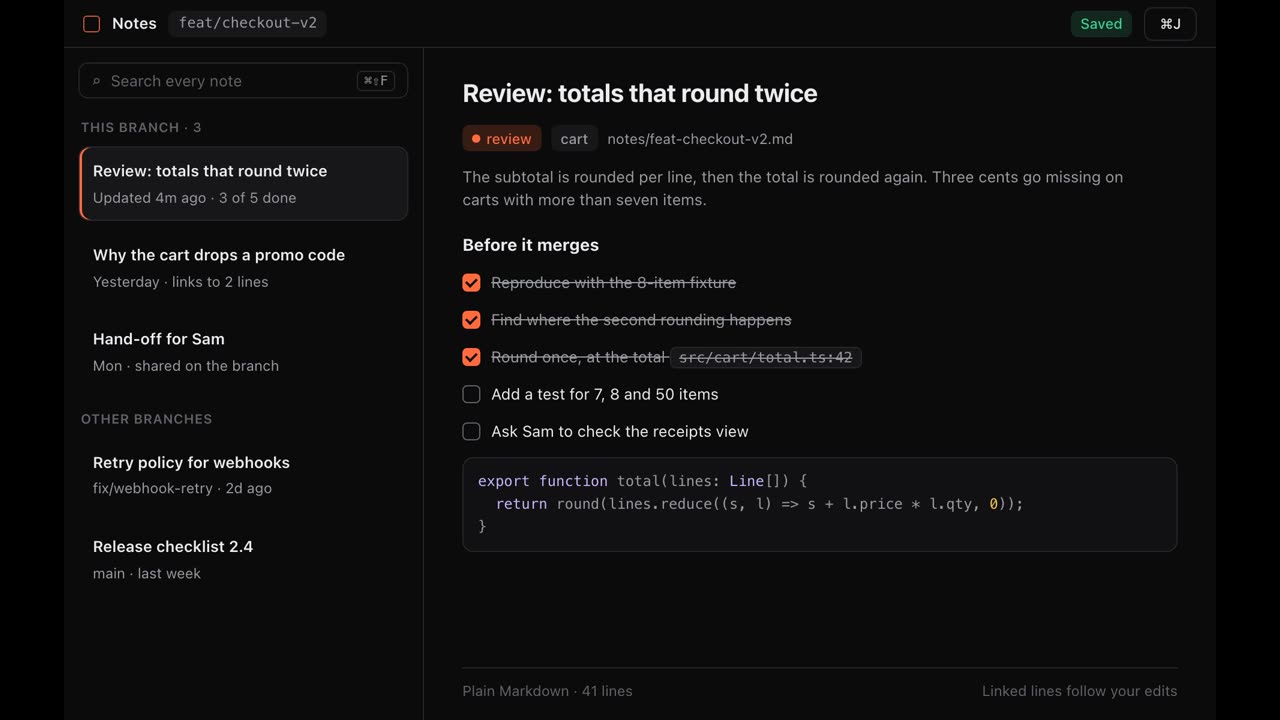 Notes feat/checkout-v2
Saved ⌘J
Search every note ⌘⇧F
THIS BRANCH · 3
Review: totals that round twice
Updated 4m ago · 3 of 5 done
Why the cart drops a promo code
Yesterday · links to 2 lines
Hand-off for Sam
Mon · shared on the branch
OTHER BRANCHES
Retry policy for webhooks
fix/webhook-retry · 2d ago
Release checklist 2.4
main · last week
Review: totals that round twice
review cart notes/feat-checkout-v2.md
The subtotal is rounded per line, then the total is rounded again. Three cents go missing on
carts with more than seven items.
Before it merges
Reproduce with the 8-item fixture
Find where the second rounding happens
Round once, at the total src/cart/total.ts:42
Add a test for 7, 8 and 50 items
Ask Sam to check the receipts view
export function total(lines: Line[]) {
  return round(lines.reduce((s, l) => s + l.price * l.qty, 0));
}
Plain Markdown · 41 lines
Linked lines follow your edits